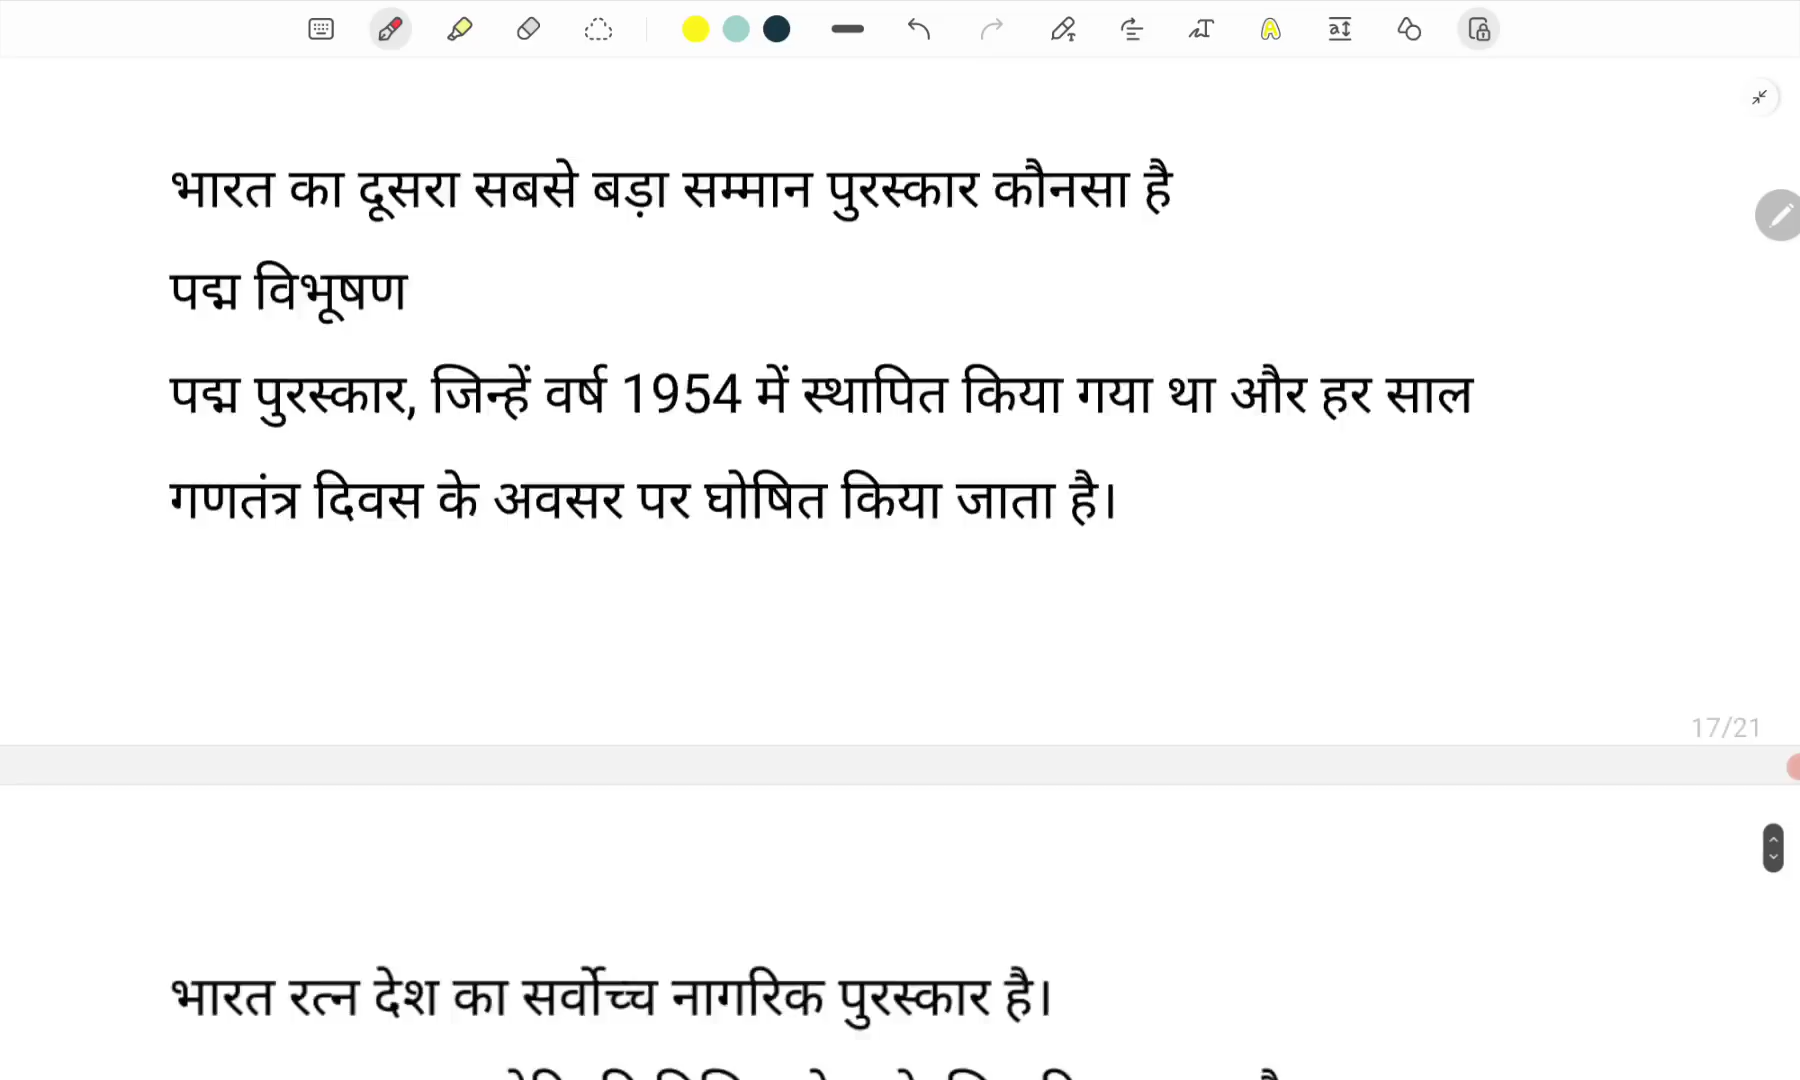 भारत का दूसरा सबसे बड़ा सम्मान पुरस्कार कौनसा है
पद्म विभूषण
पद्म पुरस्कार, जिन्हें वर्ष 1954 में स्थापित किया गया था और हर साल
गणतंत्र दिवस के अवसर पर घोषित किया जाता है।
17/21
भारत रत्न देश का सर्वोच्च नागरिक पुरस्कार है।